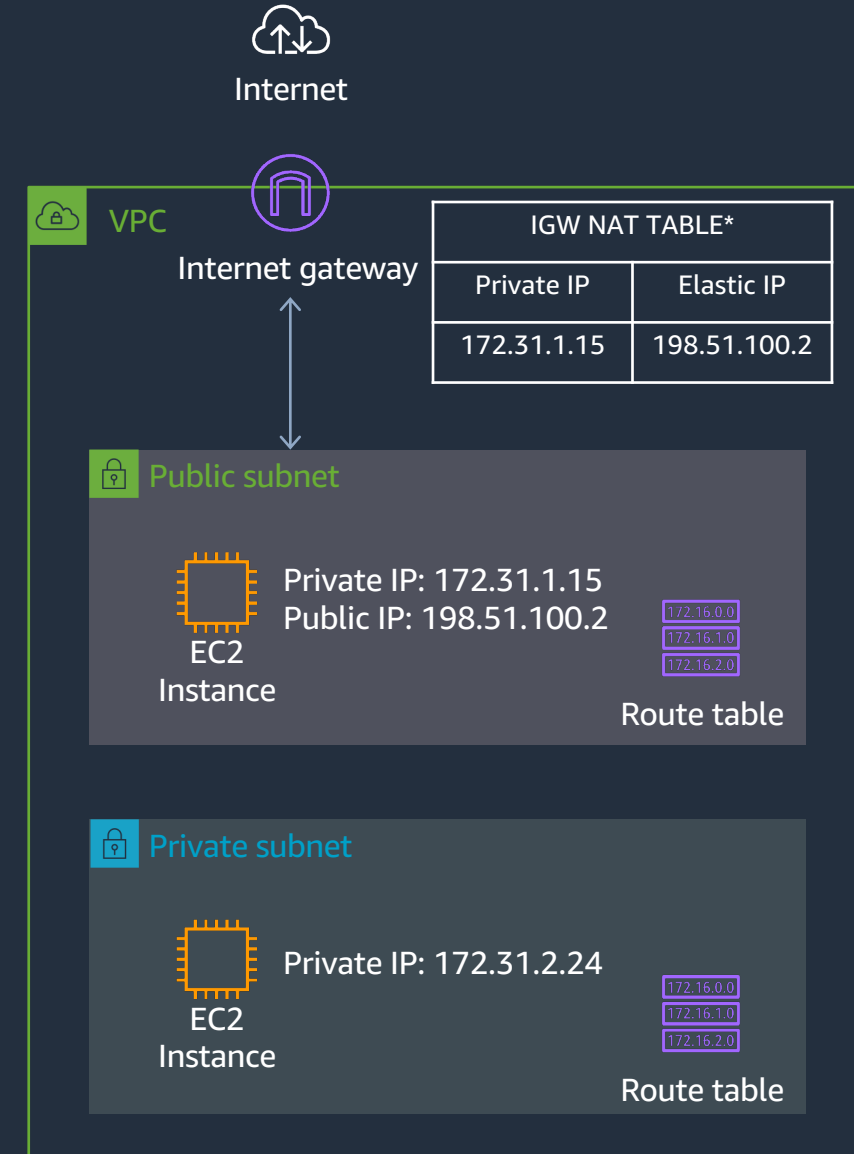 Internet
VPC
Internet gateway
IGW NAT TABLE*
Private IP
Elastic IP
172.31.1.15
198.51.100.2
Public subnet
Private IP: 172.31.1.15
Public IP: 198.51.100.2
EC2
Instance
172.16.0.0
172.16.1.0
172.16.2.0
Route table
Private subnet
Private IP: 172.31.2.24
EC2
Instance
172.16.0.0
172.16.1.0
172.16.2.0
Route table